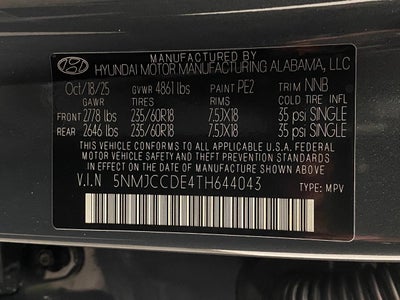 MANUFACTURED BY
HYUNDAI MOTOR MANUFACTURING ALABAMA, LLC
Oct/18/25 GVWR 4861 lbs PAINT PE2 TRIM NNB
GAWR TIRES RIMS COLD TIRE INFL
FRONT 2778 lbs 235/60R18 7.5JX18 35 psi SINGLE
REAR 2646 lbs 235/60R18 7.5JX18 35 psi SINGLE
THIS VEHICLE CONFORMS TO ALL APPLICABLE U.S. FEDERAL
MOTOR VEHICLE SAFETY AND THEFT PREVENTION STANDARDS
IN EFFECT ON THE DATE OF MANUFACTURE SHOWN ABOVE.
V.I.N 5NMJCCDE4TH644043 TYPE: MPV